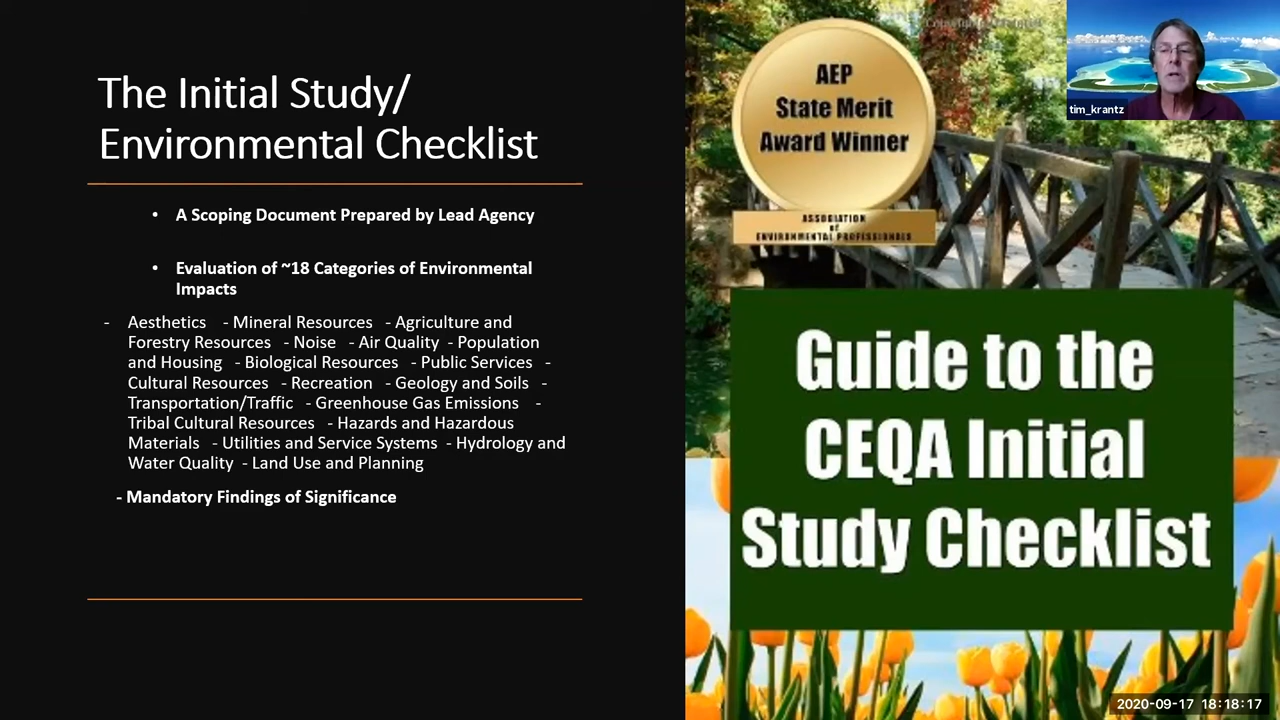 The Initial Study/
Environmental Checklist
• A Scoping Document Prepared by Lead Agency
• Evaluation of ~18 Categories of Environmental
Impacts
- Aesthetics - Mineral Resources - Agriculture and
Forestry Resources - Noise - Air Quality - Population
and Housing - Biological Resources - Public Services -
Cultural Resources - Recreation - Geology and Soils -
Transportation/Traffic - Greenhouse Gas Emissions -
Tribal Cultural Resources - Hazards and Hazardous
Materials - Utilities and Service Systems - Hydrology and
Water Quality - Land Use and Planning
- Mandatory Findings of Significance
AEP
State Merit
Award Winner
ASSOCIATION
of
ENVIRONMENTAL PROFESSIONALS
Guide to the
CEQA Initial
Study Checklist
tim_krantz
2020-09-17 18:18:17